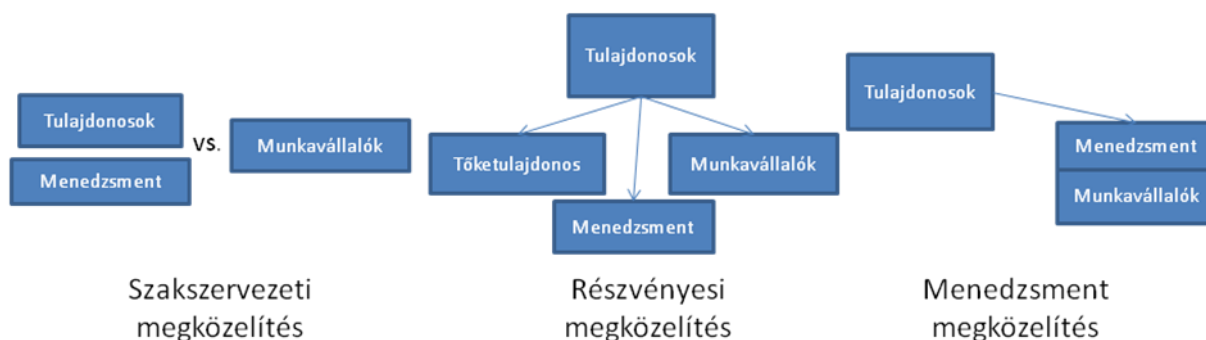 Tulajdonosok
Menedzsment
vs.
Munkavállalók
Szakszervezeti
megközelítés
Tulajdonosok
Tőketulajdonos
Munkavállalók
Menedzsment
Részvényesi
megközelítés
Tulajdonosok
Menedzsment
Munkavállalók
Menedzsment
megközelítés